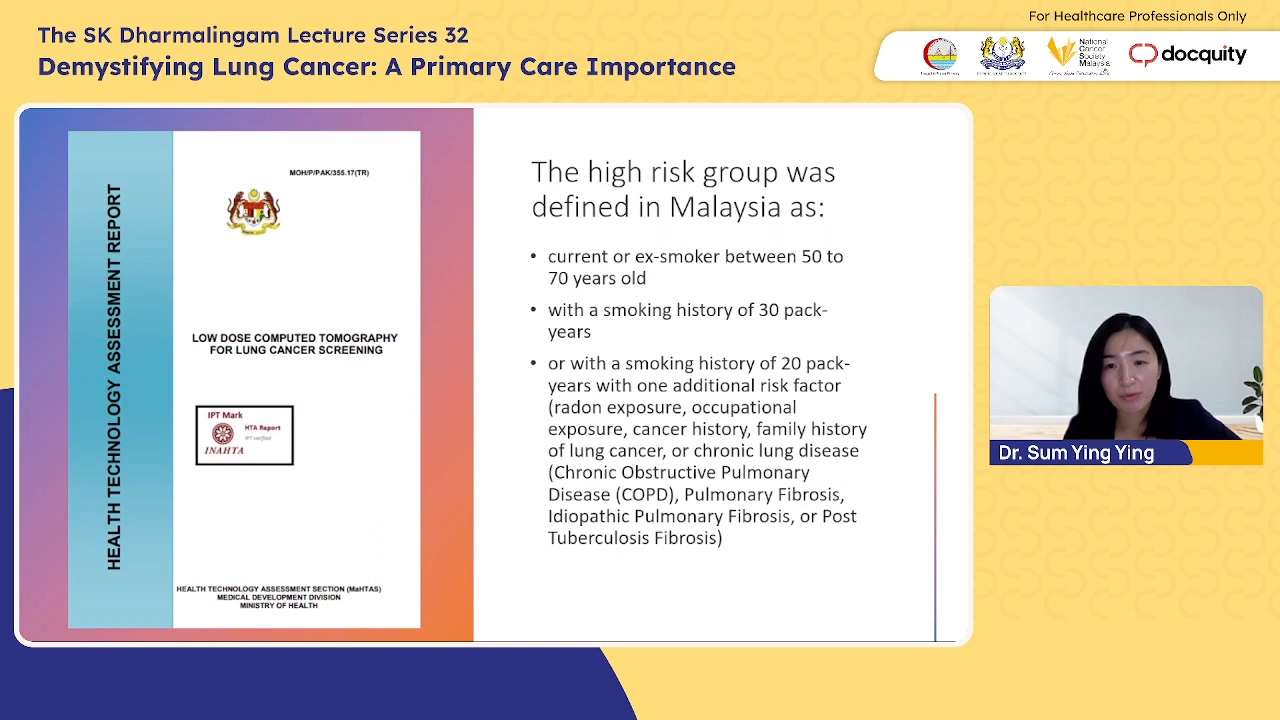 For Healthcare Professionals Only
The SK Dharmalingam Lecture Series 32
Demystifying Lung Cancer: A Primary Care Importance
National
Cancer
Society
Malaysia
docquity
HEALTH TECHNOLOGY ASSESSMENT REPORT
MOH/P/PAK/355.17(TR)
LOW DOSE COMPUTED TOMOGRAPHY
FOR LUNG CANCER SCREENING
IPT Mark
HTA Report
IPT verified
INAHTA
HEALTH TECHNOLOGY ASSESSMENT SECTION (MaHTAS)
MEDICAL DEVELOPMENT DIVISION
MINISTRY OF HEALTH
The high risk group was
defined in Malaysia as:
• current or ex-smoker between 50 to
70 years old
• with a smoking history of 30 pack-
years
• or with a smoking history of 20 pack-
years with one additional risk factor
(radon exposure, occupational
exposure, cancer history, family history
of lung cancer, or chronic lung disease
(Chronic Obstructive Pulmonary
Disease (COPD), Pulmonary Fibrosis,
Idiopathic Pulmonary Fibrosis, or Post
Tuberculosis Fibrosis)
Dr. Sum Ying Ying